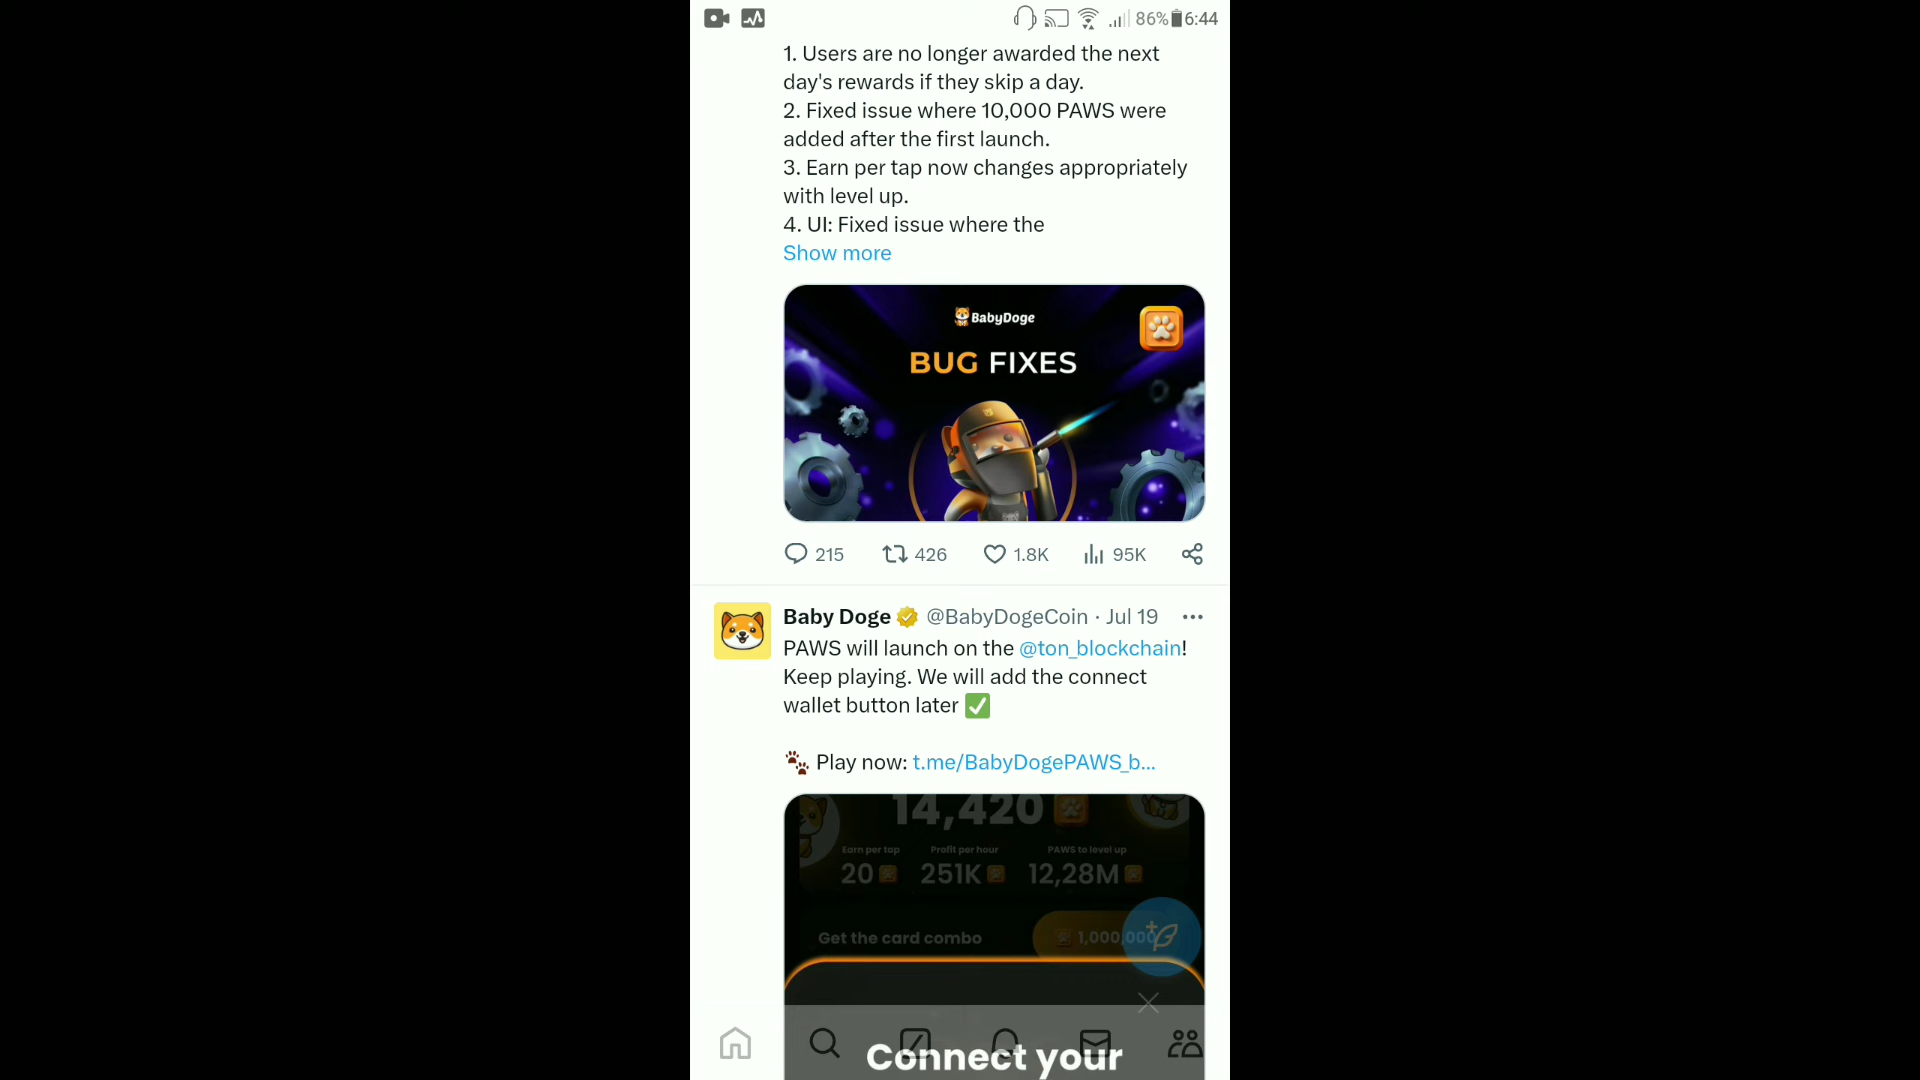 86% 6:44
1. Users are no longer awarded the next
day's rewards if they skip a day.
2. Fixed issue where 10,000 PAWS were
added after the first launch.
3. Earn per tap now changes appropriately
with level up.
4. UI: Fixed issue where the
Show more
BabyDoge
BUG FIXES
215 426 1.8K 95K
Baby Doge @BabyDogeCoin · Jul 19
PAWS will launch on the @ton_blockchain!
Keep playing. We will add the connect
wallet button later
Play now: t.me/BabyDogePAWS_b...
14,420
Earn per tap Profit per hour PAWS to level up
20 251K 12,28M
Get the card combo 1,000,000
Connect your